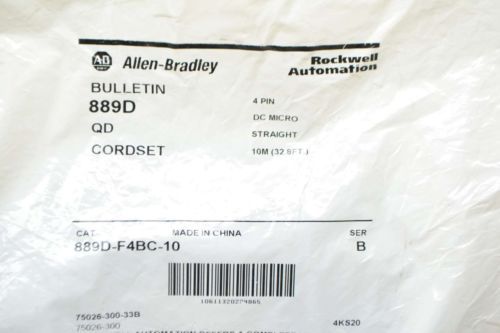 AB Allen-Bradley
Rockwell Automation
BULLETIN
889D
QD
CORDSET
4 PIN
DC MICRO
STRAIGHT
10M (32.8FT.)
CAT
MADE IN CHINA
SER
889D-F4BC-10
B
10611320274865
75026-300-33B
75026-300
4KS20